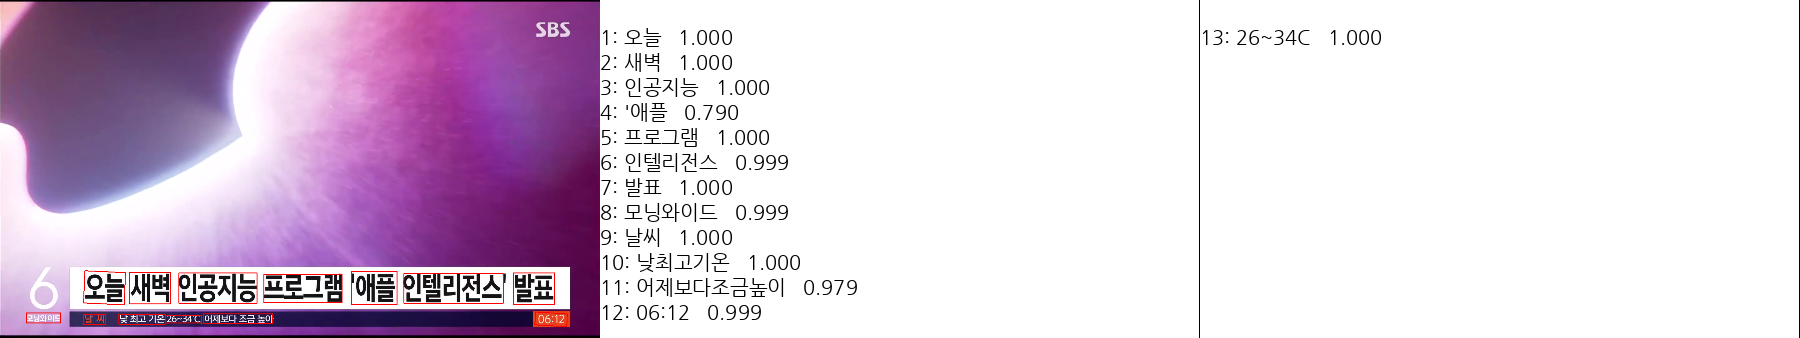 SBS
6
오늘 새벽 인공지능 프로그램 '애플 인텔리전스' 발표
모닝와이드
날씨 낮 최고 기온 26~34℃ 어제보다 조금 높아
06:12
1: 오늘 1.000
2: 새벽 1.000
3: 인공지능 1.000
4: '애플 0.790
5: 프로그램 1.000
6: 인텔리전스 0.999
7: 발표 1.000
8: 모닝와이드 0.999
9: 날씨 1.000
10: 낮최고기온 1.000
11: 어제보다조금높이 0.979
12: 06:12 0.999
13: 26~34C 1.000